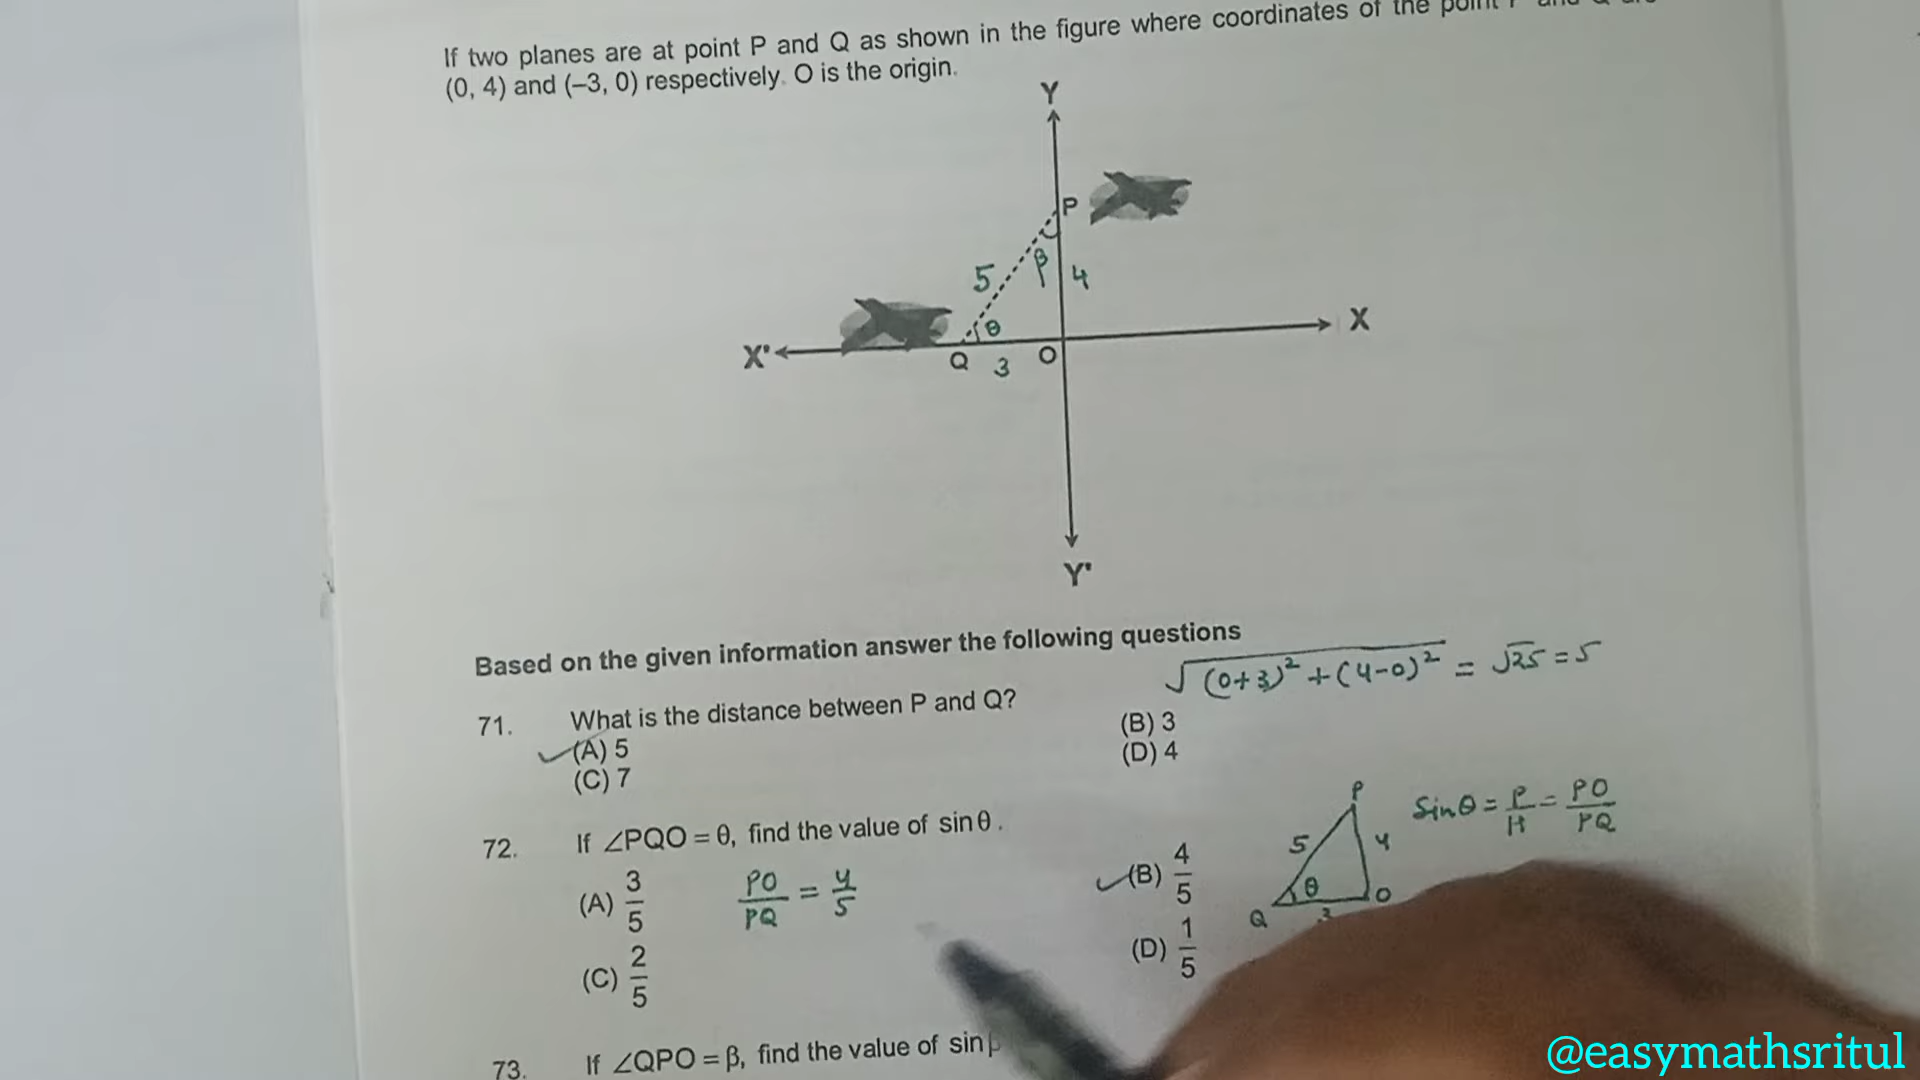 If two planes are at point P and Q as shown in the figure where coordinates of the point
(0, 4) and (–3, 0) respectively. O is the origin.
Y
P
β
5
4
θ
X
X'
Q
3
O
Y'
Based on the given information answer the following questions
√(0+3)² + (4-0)² = √25 = 5
71. What is the distance between P and Q?
(A) 5 (B) 3
(C) 7 (D) 4
72. If ∠PQO = θ, find the value of sin θ .
P
5
4
θ
Q
3
O
Sinθ = P/H = PO/PQ
(A) 3/5 (B) 4/5
PO/PQ = 4/5
(C) 2/5 (D) 1/5
73. If ∠QPO = β, find the value of sin β
@easymathsritul